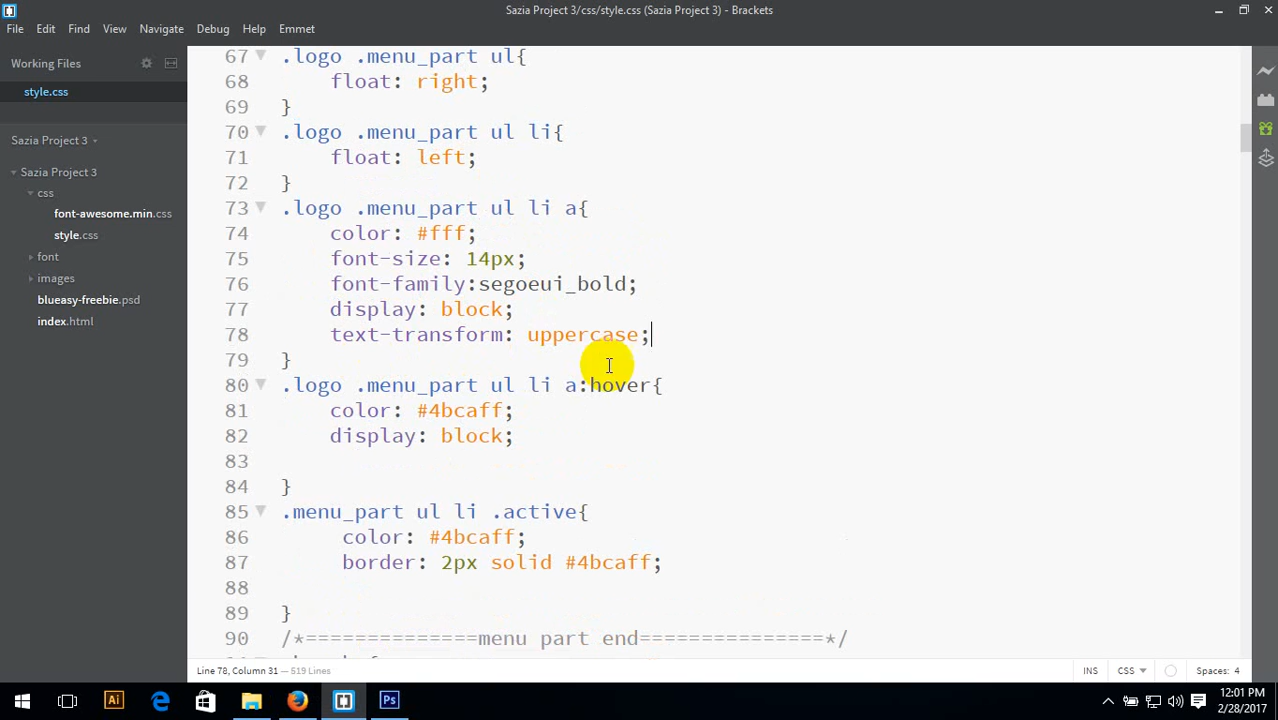 Sazia Project 3/css/style.css (Sazia Project 3) - Brackets
File Edit Find View Navigate Debug Help Emmet
Working Files
style.css
Sazia Project 3
Sazia Project 3
css
font-awesome.min.css
style.css
font
images
blueasy-freebie.psd
index.html
67 .logo .menu_part ul{
68 float: right;
69 }
70 .logo .menu_part ul li{
71 float: left;
72 }
73 .logo .menu_part ul li a{
74 color: #fff;
75 font-size: 14px;
76 font-family:segoeui_bold;
77 display: block;
78 text-transform: uppercase;
79 }
80 .logo .menu_part ul li a:hover{
81 color: #4bcaff;
82 display: block;
83
84 }
85 .menu_part ul li .active{
86 color: #4bcaff;
87 border: 2px solid #4bcaff;
88
89 }
90 /*==============menu part end===============*/
Line 78, Column 31 — 519 Lines
INS CSS Spaces: 4
Ai Ps
12:01 PM
2/28/2017